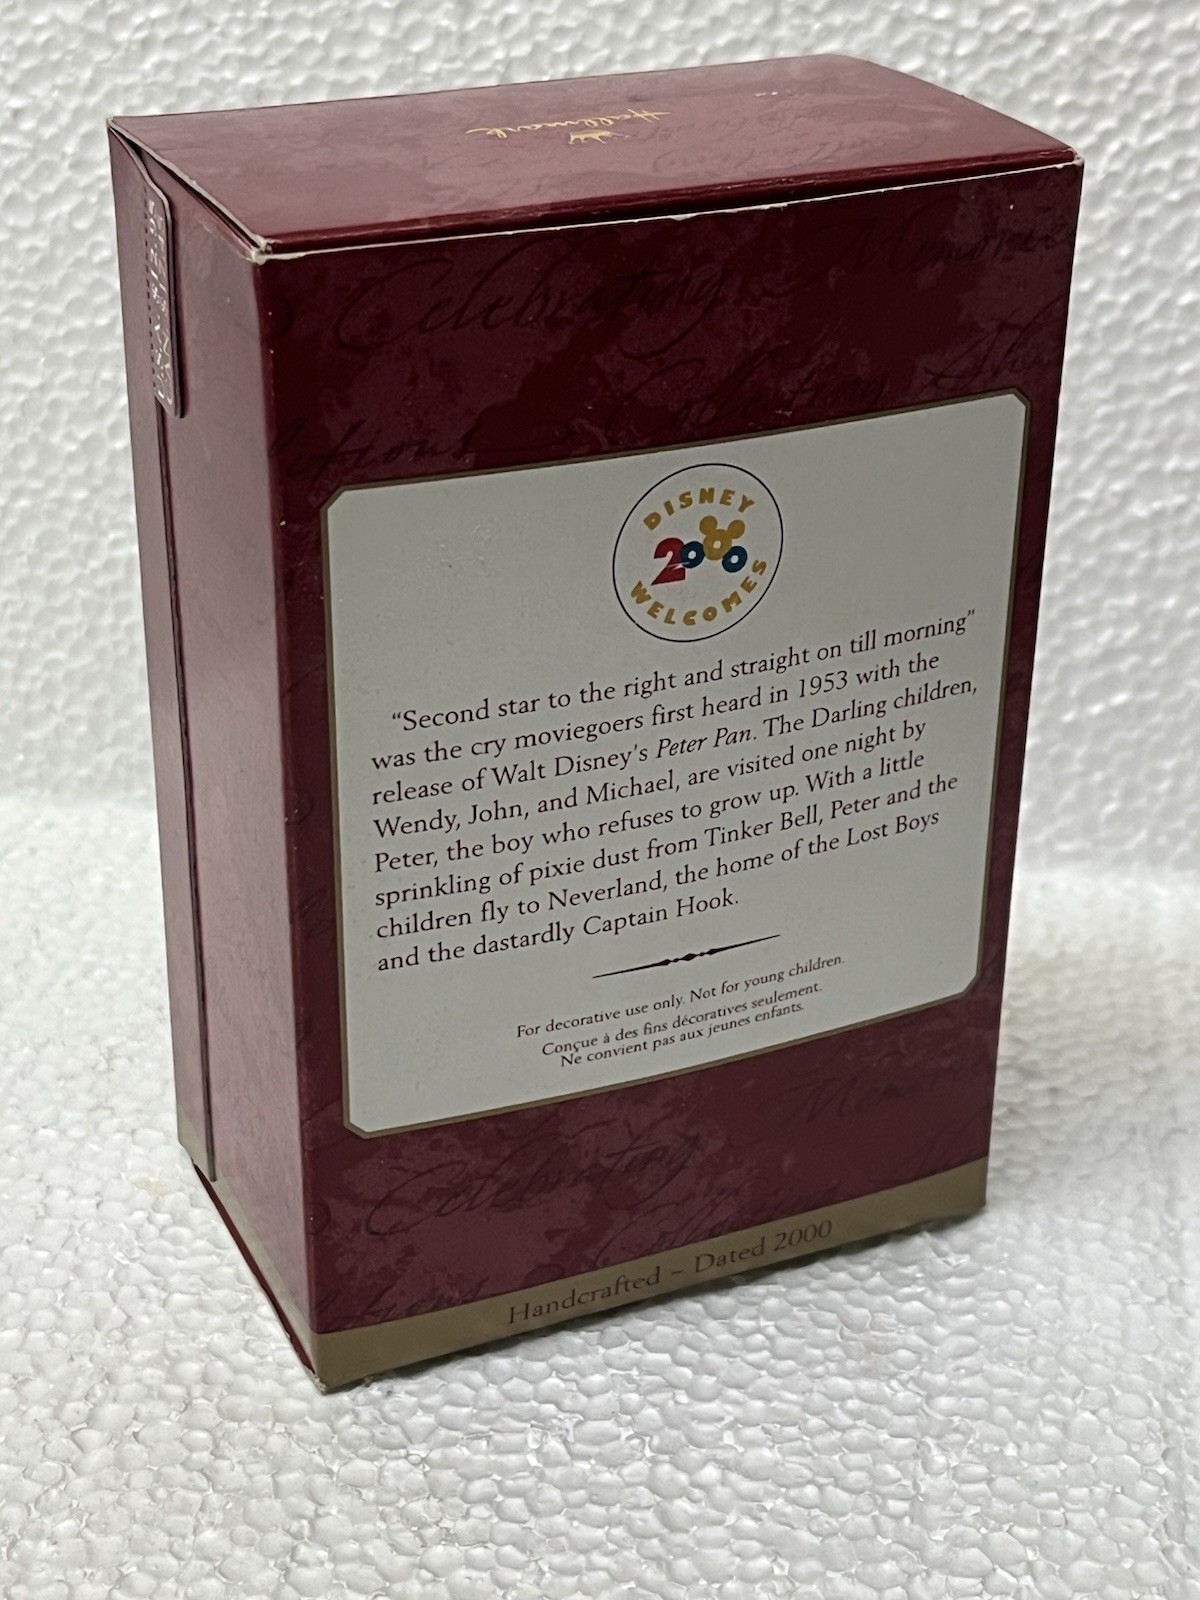 Hallmark
Celebrating
Collecting
DISNEY
2000
WELCOMES
“Second star to the right and straight on till morning”
was the cry moviegoers first heard in 1953 with the
release of Walt Disney’s Peter Pan. The Darling children,
Wendy, John, and Michael, are visited one night by
Peter, the boy who refuses to grow up. With a little
sprinkling of pixie dust from Tinker Bell, Peter and the
children fly to Neverland, the home of the Lost Boys
and the dastardly Captain Hook.
For decorative use only. Not for young children.
Conçue à des fins décoratives seulement.
Ne convient pas aux jeunes enfants.
Celebrating
Handcrafted ~ Dated 2000